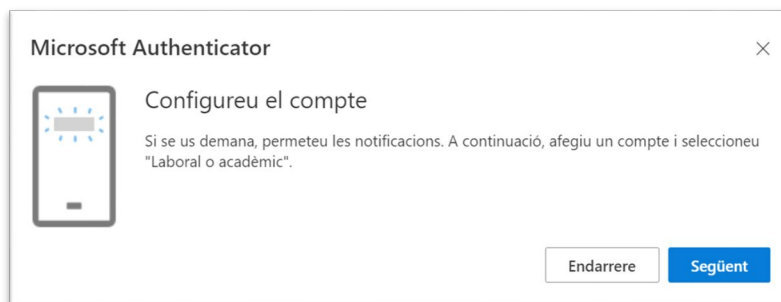 Microsoft Authenticator
Configureu el compte
Si se us demana, permeteu les notificacions. A continuació, afegiu un compte i seleccioneu
"Laboral o acadèmic".
Endarrere Següent